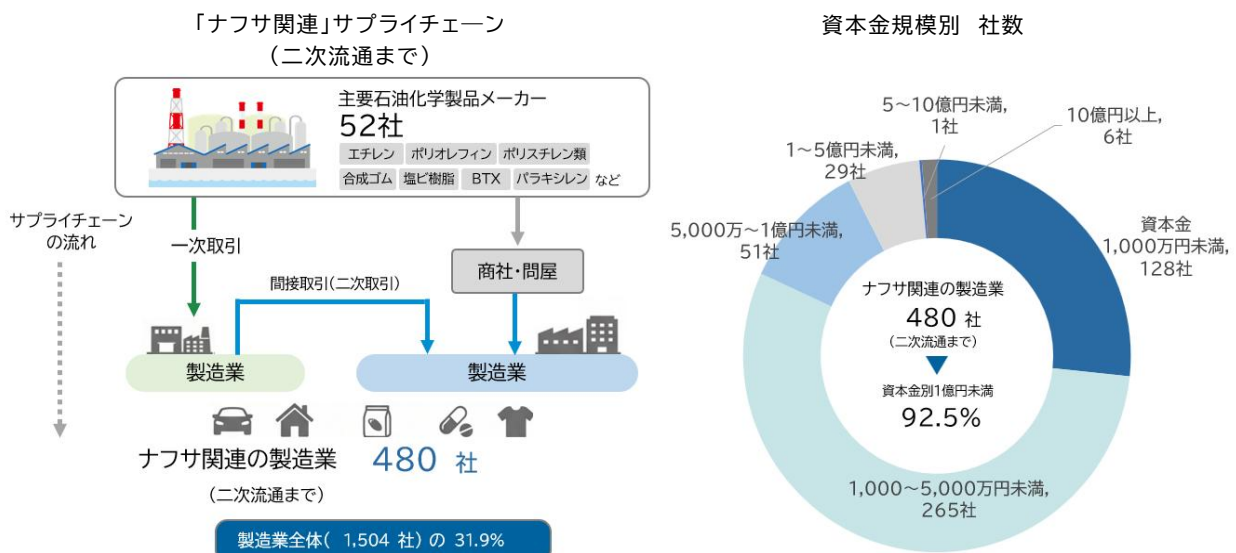 「ナフサ関連」サプライチェーン
（二次流通まで）
主要石油化学製品メーカー
52社
エチレン ポリオレフィン ポリスチレン類
合成ゴム 塩ビ樹脂 BTX パラキシレン など
サプライチェーン
の流れ
一次取引
商社・問屋
間接取引（二次取引）
製造業
製造業
ナフサ関連の製造業 480 社
（二次流通まで）
製造業全体（ 1,504 社）の 31.9%
資本金規模別 社数
5～10億円未満,
1社
10億円以上,
6社
1～5億円未満,
29社
5,000万～1億円未満,
51社
資本金
1,000万円未満,
128社
ナフサ関連の製造業
480 社
（二次流通まで）
資本金別1億円未満
92.5%
1,000～5,000万円未満,
265社